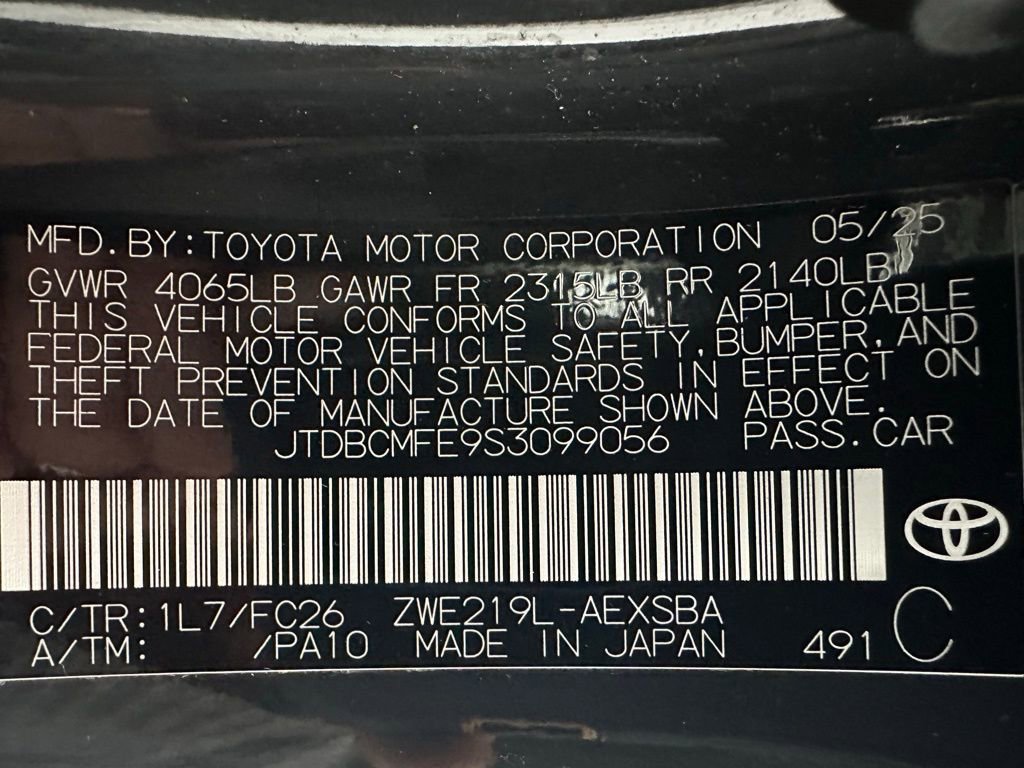 MFD.BY:TOYOTA MOTOR CORPORATION 05/25
GVWR 4065LB GAWR FR 2315LB RR 2140LB
THIS VEHICLE CONFORMS TO ALL APPLICABLE
FEDERAL MOTOR VEHICLE SAFETY,BUMPER,AND
THEFT PREVENTION STANDARDS IN EFFECT ON
THE DATE OF MANUFACTURE SHOWN ABOVE.
JTDBCMFE9S3099056 PASS.CAR
C/TR:1L7/FC26 ZWE219L-AEXSBA C
A/TM: /PA10 MADE IN JAPAN 491